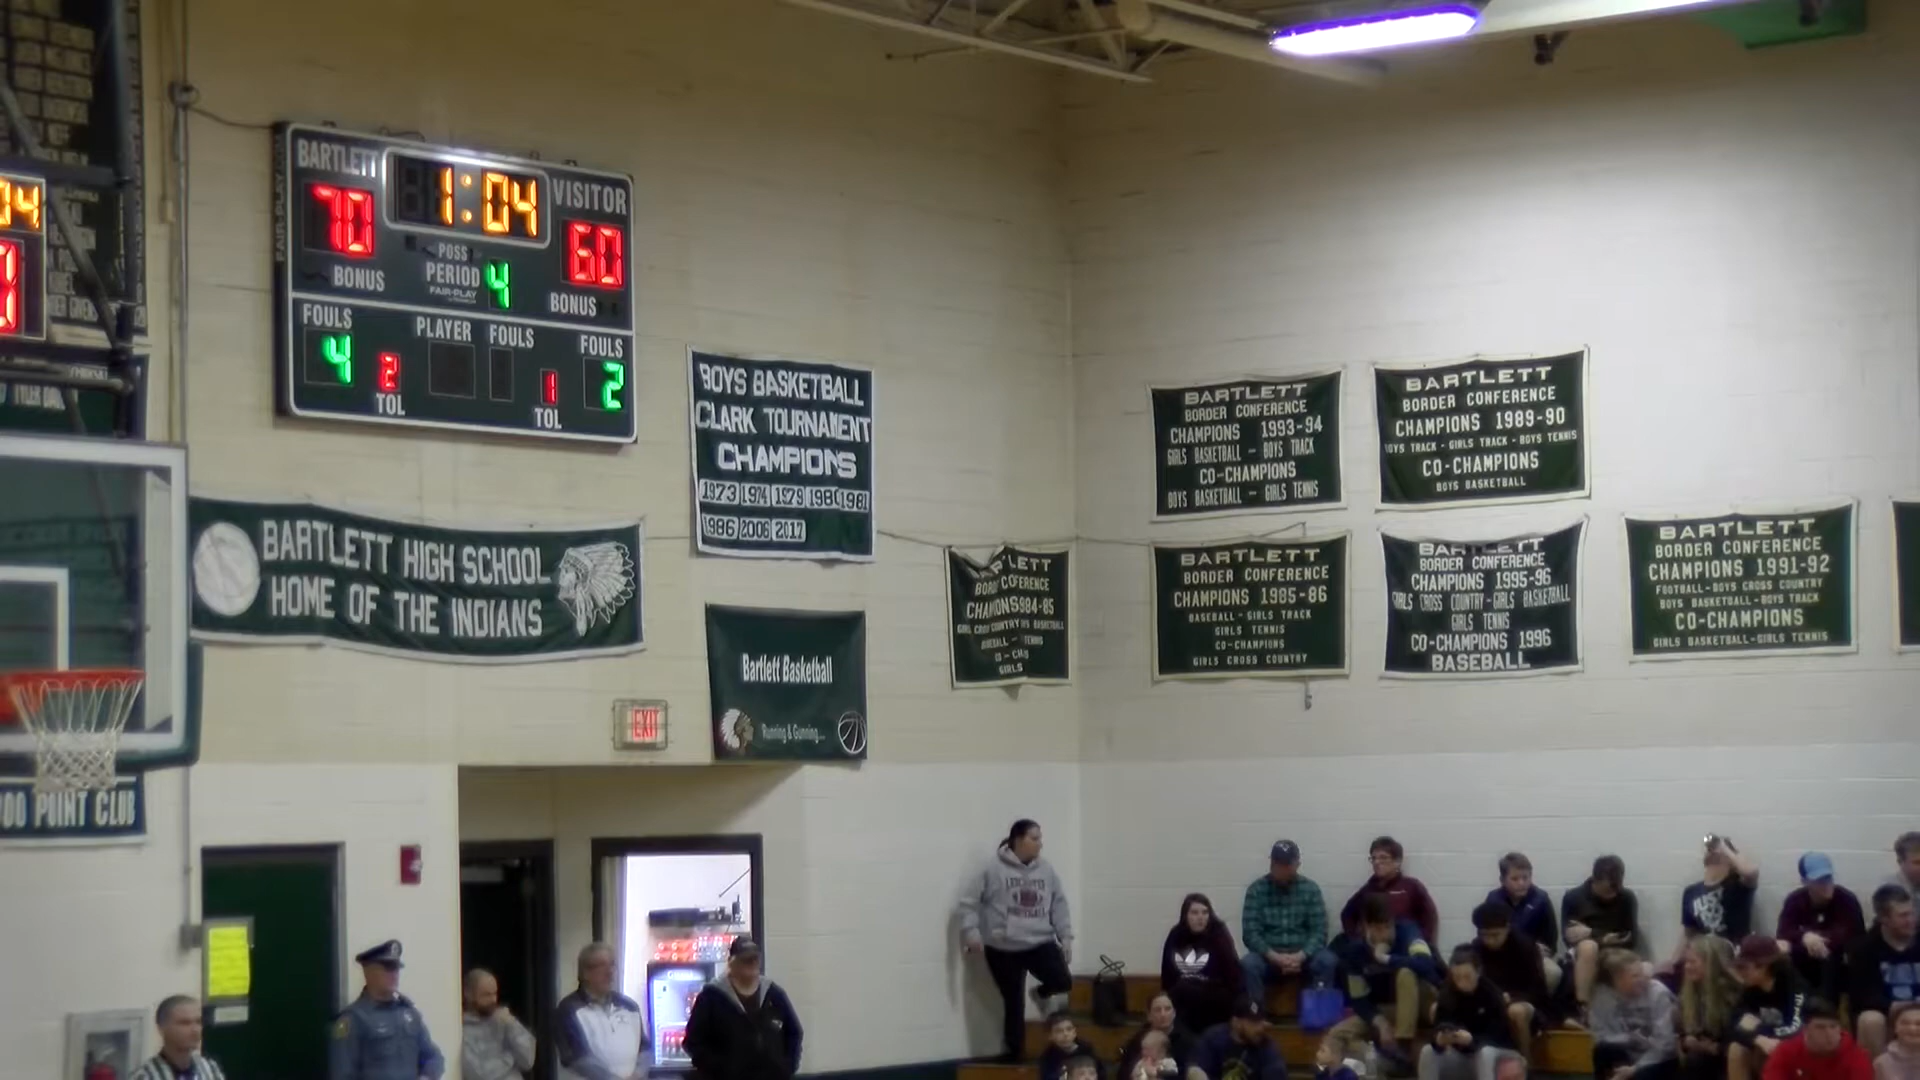 BARTLETT
1:04
VISITOR
70
60
POSS
PERIOD 4
FAIR-PLAY
BONUS
BONUS
FOULS
PLAYER FOULS
FOULS
4
2
1
2
TOL
TOL
FAIR-PLAY.COM
04
BOYS BASKETBALL
CLARK TOURNAMENT
CHAMPIONS
1973 1974 1979 1980 1981
1986 2006 2017
BARTLETT HIGH SCHOOL
HOME OF THE INDIANS
Bartlett Basketball
Running & Gunning...
EXIT
POINT CLUB
BARTLETT
BORDER CONFERENCE
CHAMPIONS 1993-94
GIRLS BASKETBALL - BOYS TRACK
CO-CHAMPIONS
BOYS BASKETBALL - GIRLS TENNIS
BARTLETT
BORDER CONFERENCE
CHAMPIONS 1989-90
BOYS TRACK - GIRLS TRACK - BOYS TENNIS
CO-CHAMPIONS
BOYS BASKETBALL
BARTLETT
BORDER CONFERENCE
CHAMPIONS 1985-86
BASEBALL - GIRLS TRACK
GIRLS TENNIS
CO-CHAMPIONS
GIRLS CROSS COUNTRY
BARTLETT
BORDER CONFERENCE
CHAMPIONS 1995-96
GIRLS CROSS COUNTRY-GIRLS BASKETBALL
GIRLS TENNIS
CO-CHAMPIONS 1996
BASEBALL
BARTLETT
BORDER CONFERENCE
CHAMPIONS 1991-92
FOOTBALL-BOYS CROSS COUNTRY
BOYS BASKETBALL-BOYS TRACK
CO-CHAMPIONS
GIRLS BASKETBALL-GIRLS TENNIS
adidas